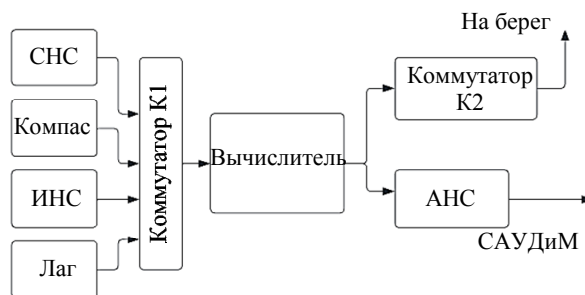 СНС
Компас
ИНС
Лаг
Коммутатор К1
Вычислитель
Коммутатор
К2
На берег
АНС
САУДиМ